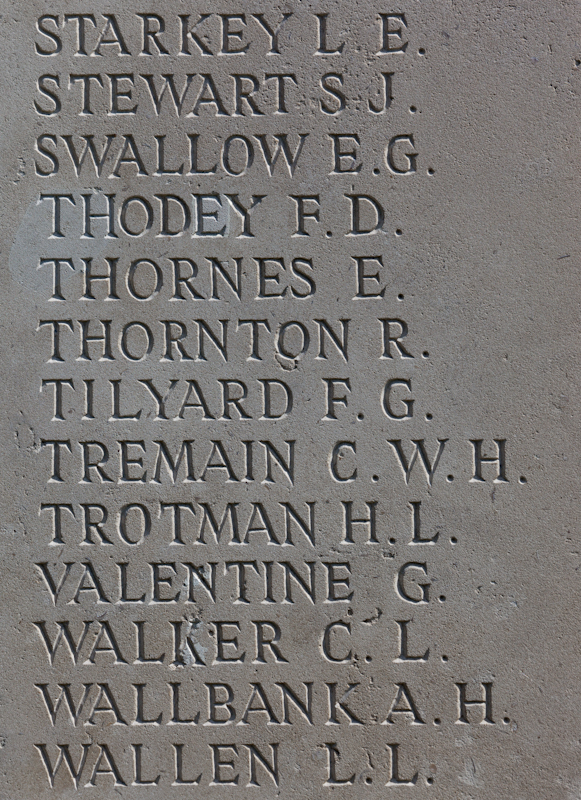 STARKEY L. E.
STEWART S.J.
SWALLOW E.G.
THODEY F.D.
THORNES E.
THORNTON R.
TILYARD F.G.
TREMAIN C.W.H.
TROTMAN H.L.
VALENTINE G.
WALKER C.L.
WALLBANK A.H.
WALLEN L.L.